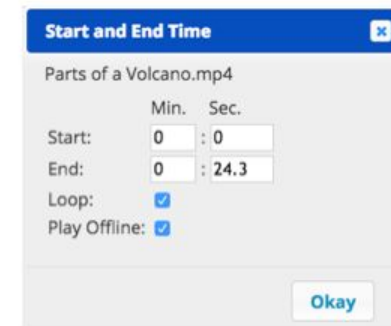 Start and End Time
Parts of a Volcano.mp4
Min. Sec.
Start: 0 : 0
End: 0 : 24.3
Loop:
Play Offline:
Okay